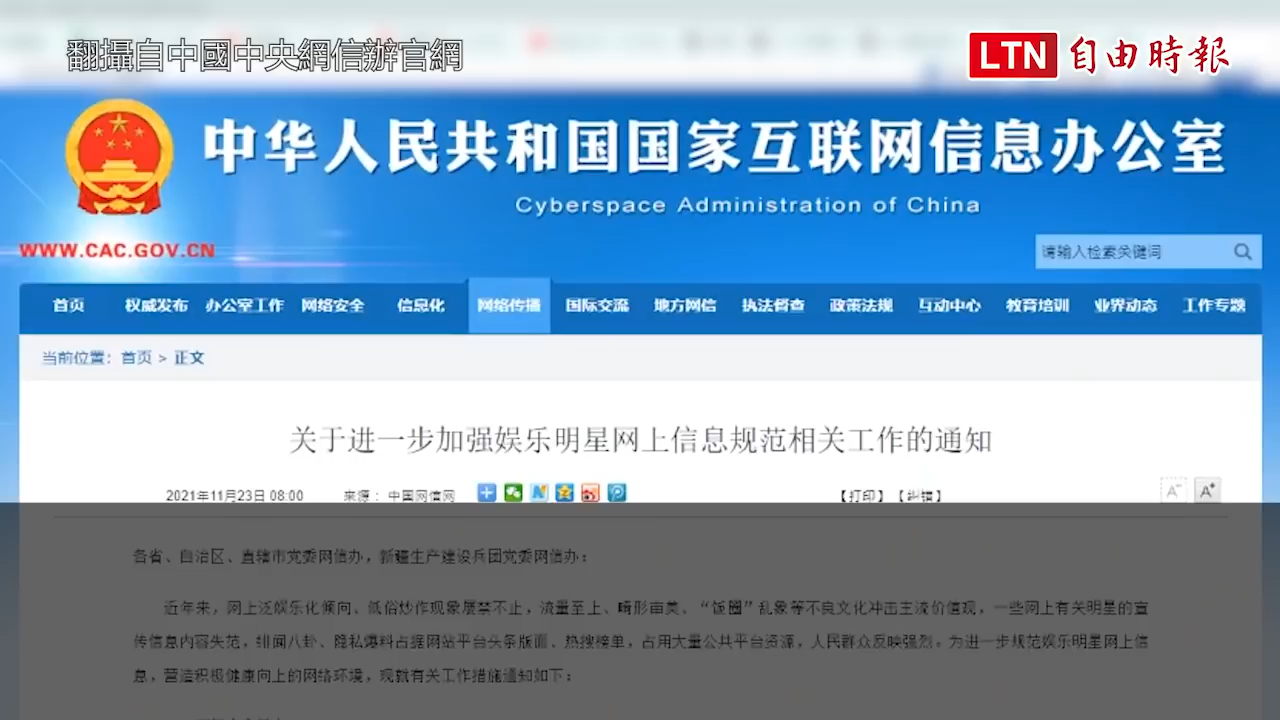 翻攝自中國中央網信辦官網
LTN 自由時報
中华人民共和国国家互联网信息办公室
Cyberspace Administration of China
WWW.CAC.GOV.CN
请输入检索关键词
首页 权威发布 办公室工作 网络安全 信息化 网络传播 国际交流 地方网信 执法督查 政策法规 互动中心 教育培训 业界动态 工作专题
当前位置：首页 > 正文
关于进一步加强娱乐明星网上信息规范相关工作的通知
2021年11月23日 08:00 来源： 中国网信网 【打印】【纠错】 A- A+
各省、自治区、直辖市党委网信办，新疆生产建设兵团党委网信办：
近年来，网上泛娱乐化倾向、低俗炒作现象屡禁不止，流量至上、畸形审美、“饭圈”乱象等不良文化冲击主流价值观，一些网上有关明星的宣
传信息内容失范，绯闻八卦、隐私爆料占据网站平台头条版面、热搜榜单，占用大量公共平台资源，人民群众反映强烈。为进一步规范娱乐明星网上信
息，营造积极健康向上的网络环境，现就有关工作措施通知如下：